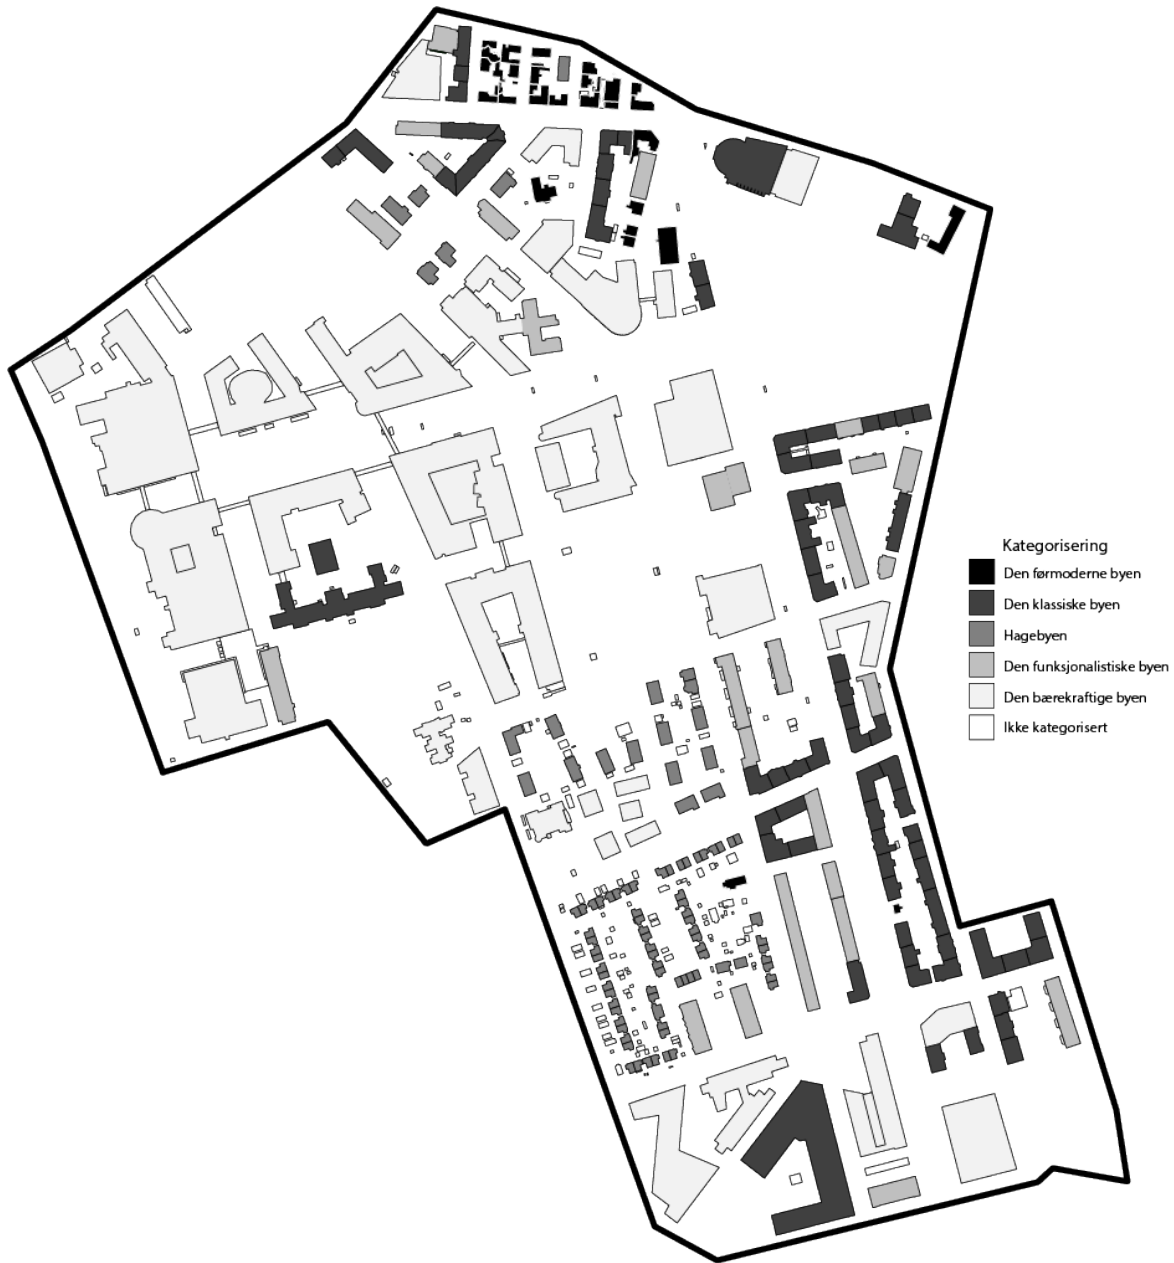 Kategorisering
Den førmoderne byen
Den klassiske byen
Hagebyen
Den funksjonalistiske byen
Den bærekraftige byen
Ikke kategorisert